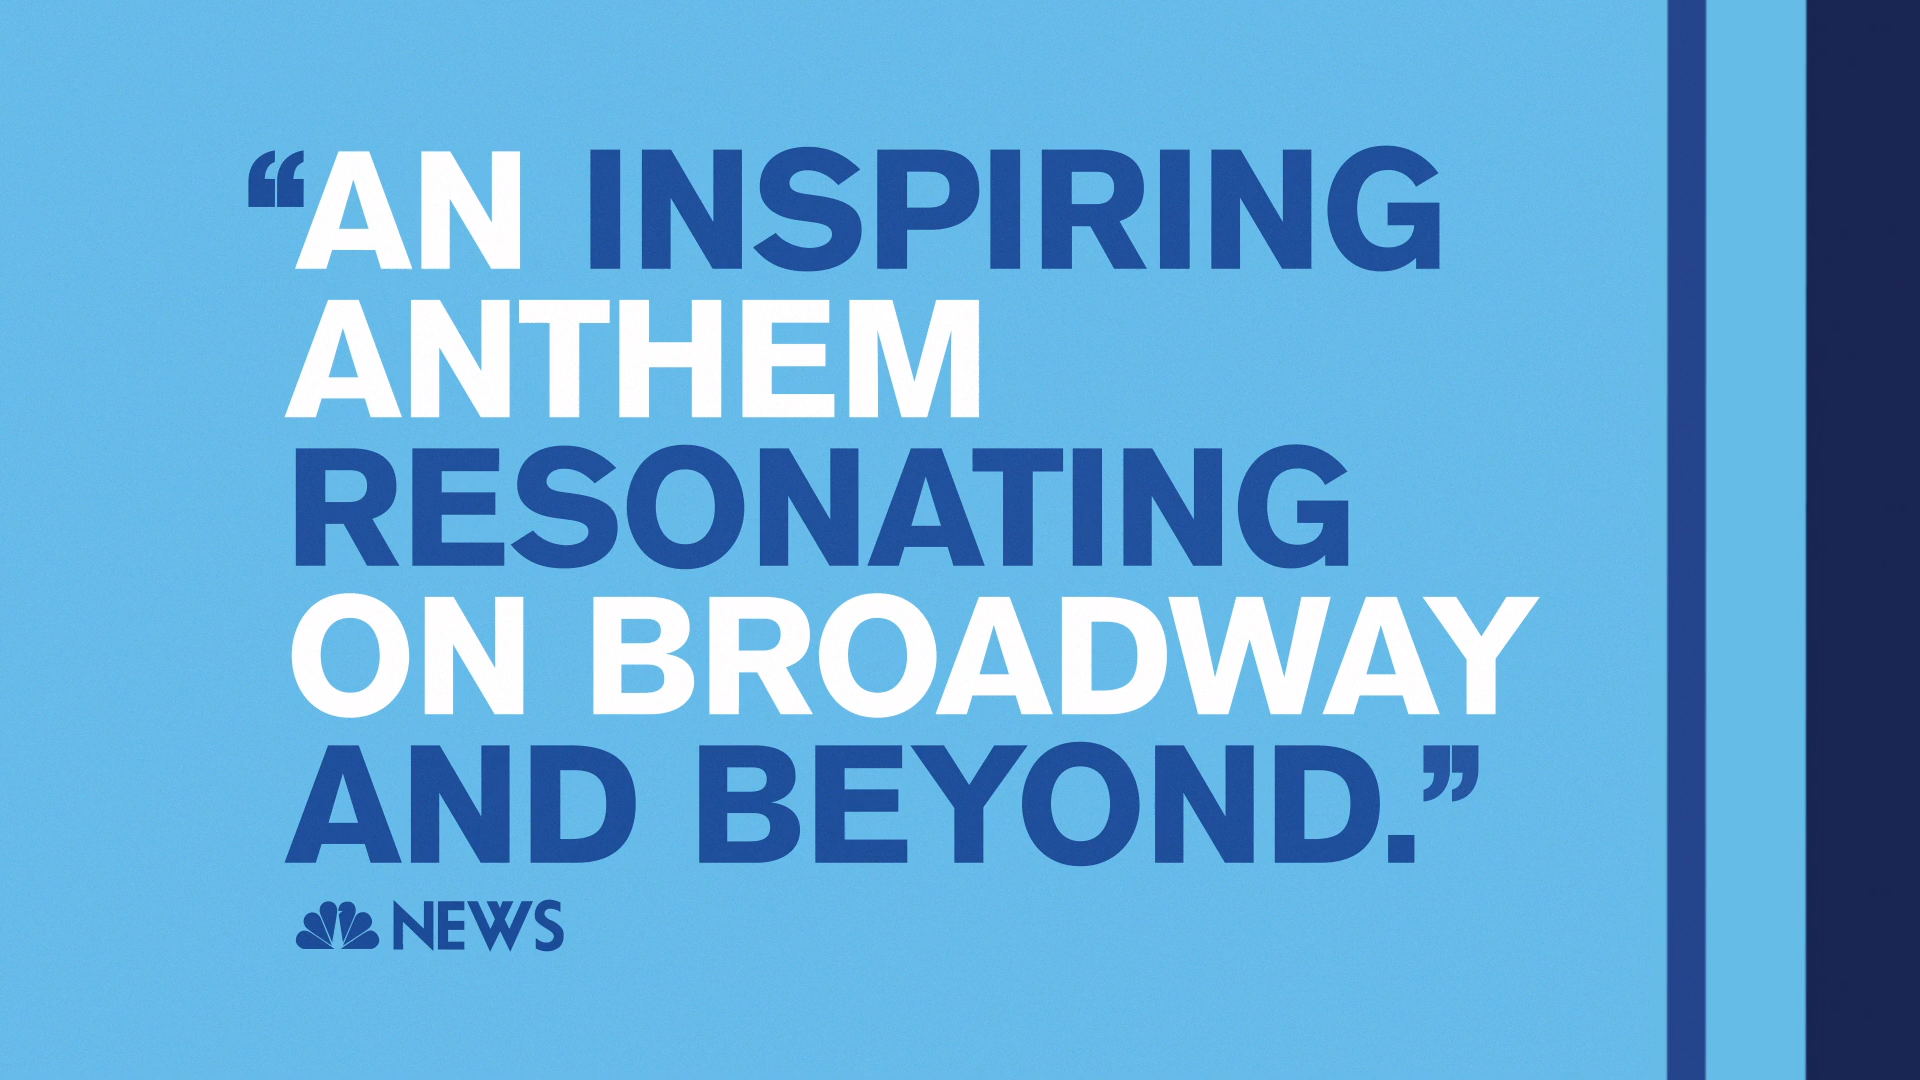 “AN INSPIRING
ANTHEM
RESONATING
ON BROADWAY
AND BEYOND.”
NEWS